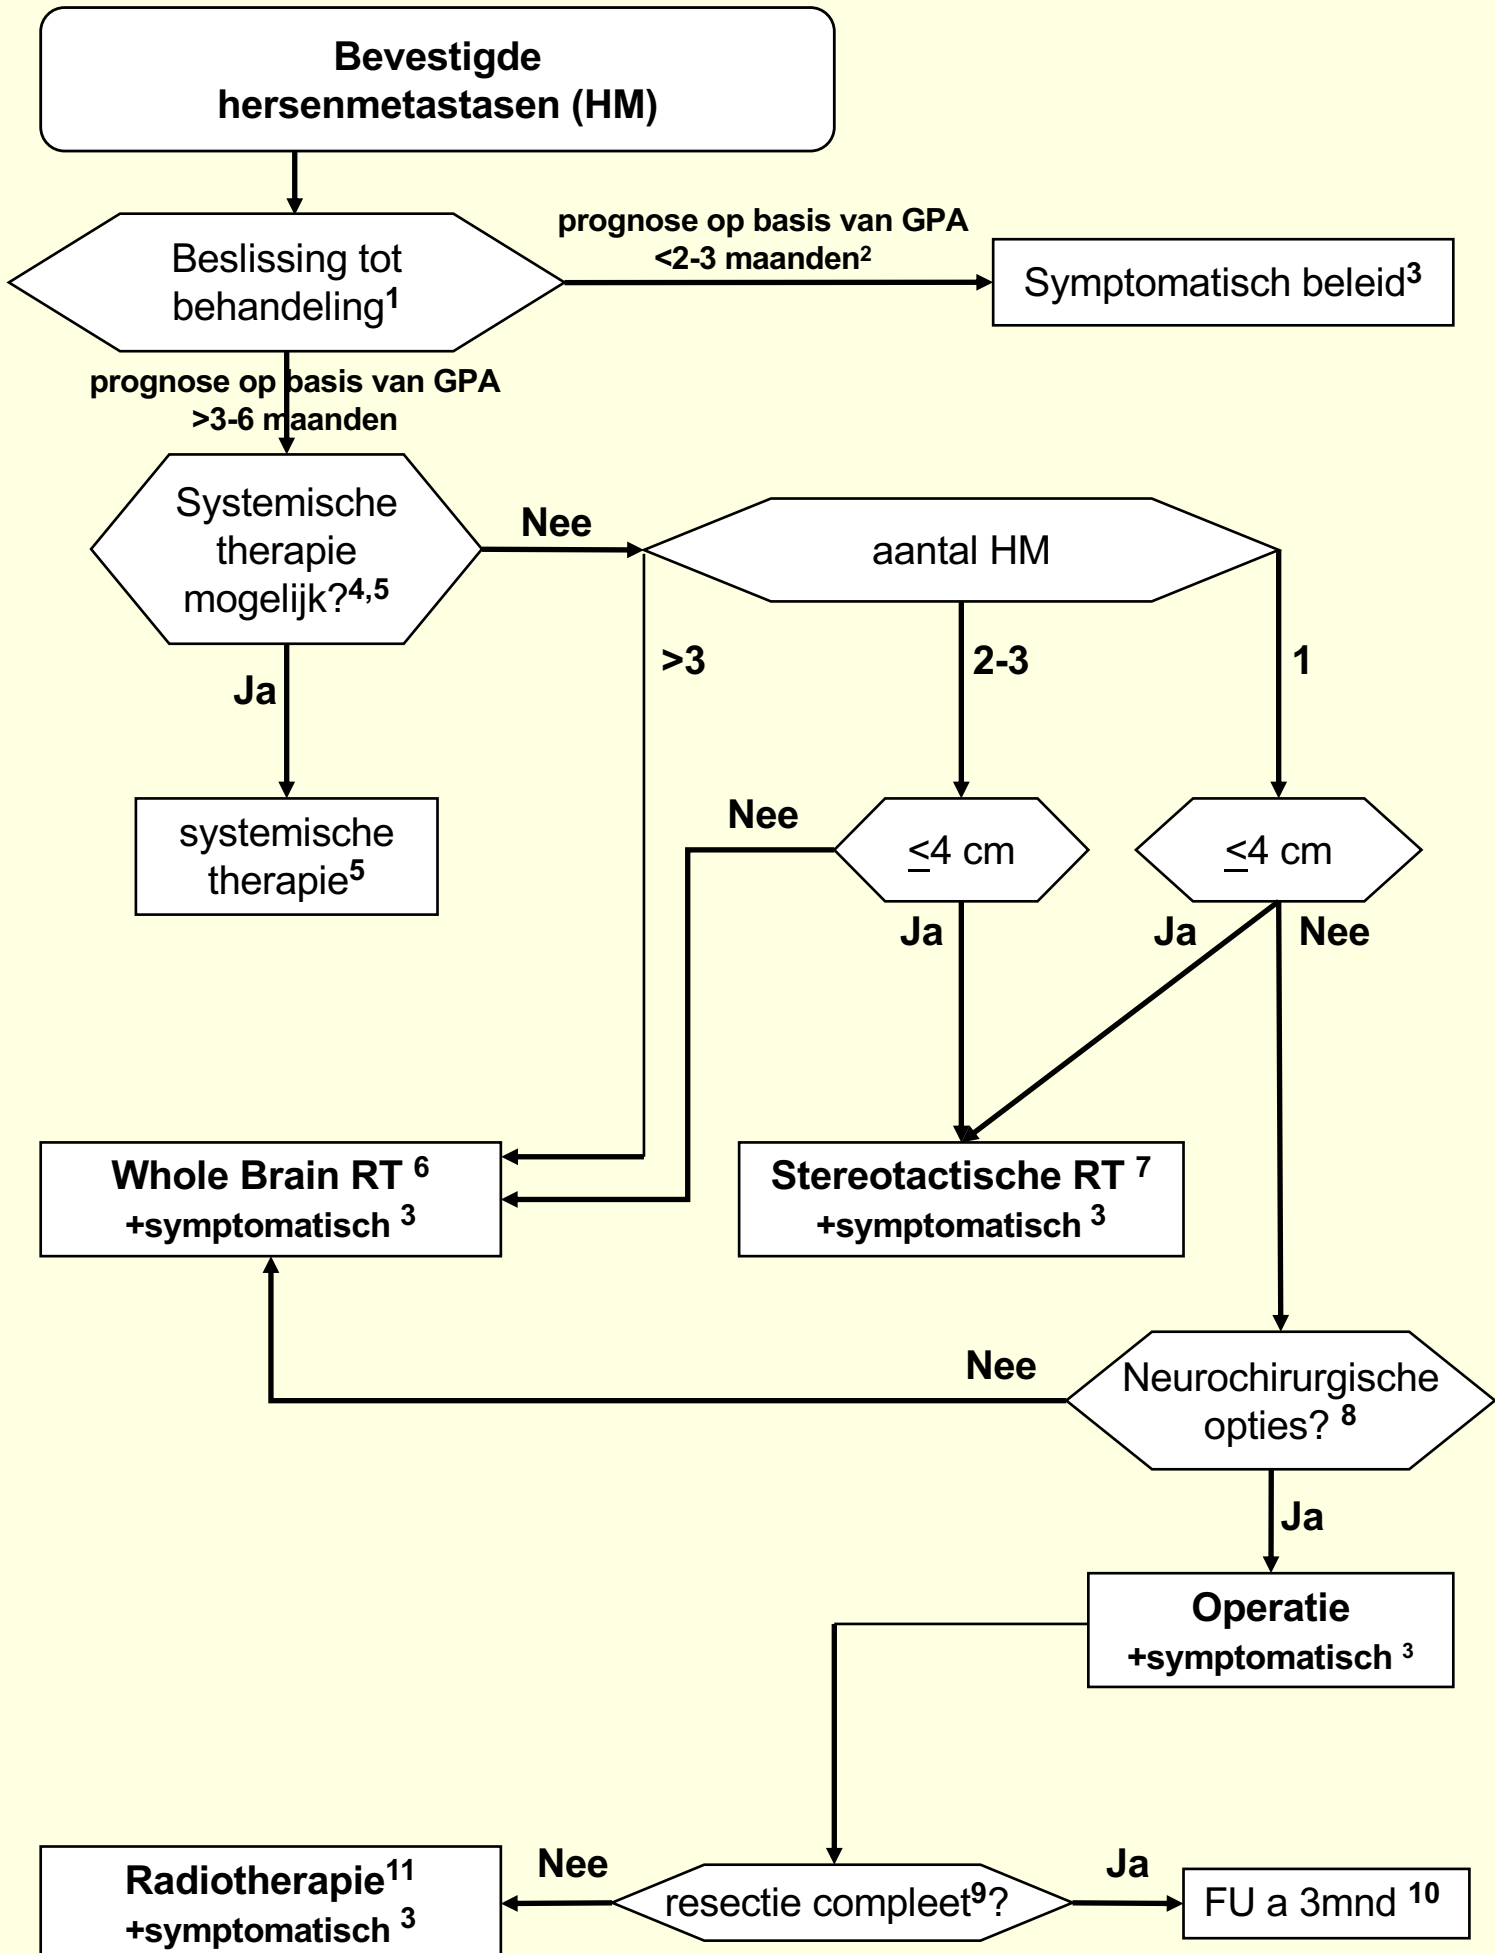 Bevestigde
hersenmetastasen (HM)
prognose op basis van GPA
<2-3 maanden²
Beslissing tot
behandeling¹
Symptomatisch beleid³
prognose op basis van GPA
>3-6 maanden
Systemische
therapie
mogelijk?⁴,⁵
Nee
aantal HM
>3
2-3
1
Ja
systemische
therapie⁵
Nee
≤4 cm
≤4 cm
Ja
Ja
Nee
Whole Brain RT ⁶
+symptomatisch ³
Stereotactische RT ⁷
+symptomatisch ³
Nee
Neurochirurgische
opties? ⁸
Ja
Operatie
+symptomatisch ³
Radiotherapie¹¹
+symptomatisch ³
Nee
resectie compleet⁹?
Ja
FU a 3mnd ¹⁰